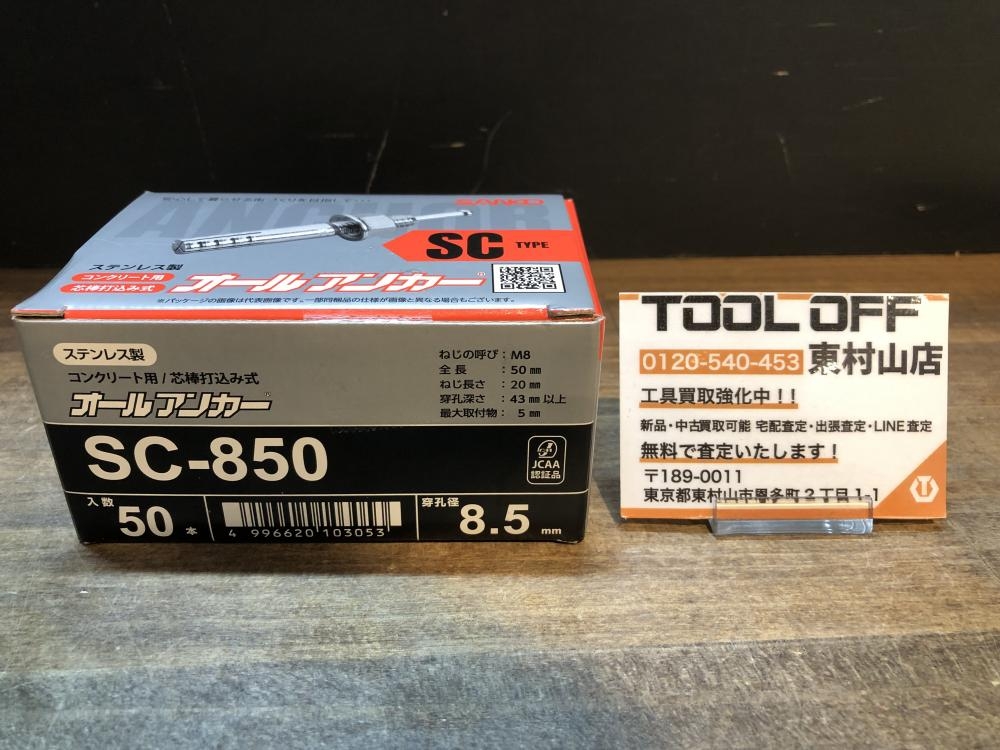 ANCHOR
SANKO
SC TYPE
ステンレス製
コンクリート用
芯棒打込み式
オールアンカー®
※パッケージの画像は代表画像です。一部同梱品の仕様が画像と異なる場合もございます。
ステンレス製
コンクリート用/芯棒打込み式
オールアンカー®
ねじの呼び:M8
全長:50㎜
ねじ長さ:20㎜
穿孔深さ:43㎜以上
最大取付物:5㎜
SC-850
JCAA
認証品
入数
50本
4 996620 103053
穿孔径
8.5mm
TOOL OFF
0120-540-453 東村山店
工具買取強化中!!
新品・中古買取可能 宅配査定・出張査定・LINE査定
無料で査定いたします!
〒189-0011
東京都東村山市恩多町2丁目1-1